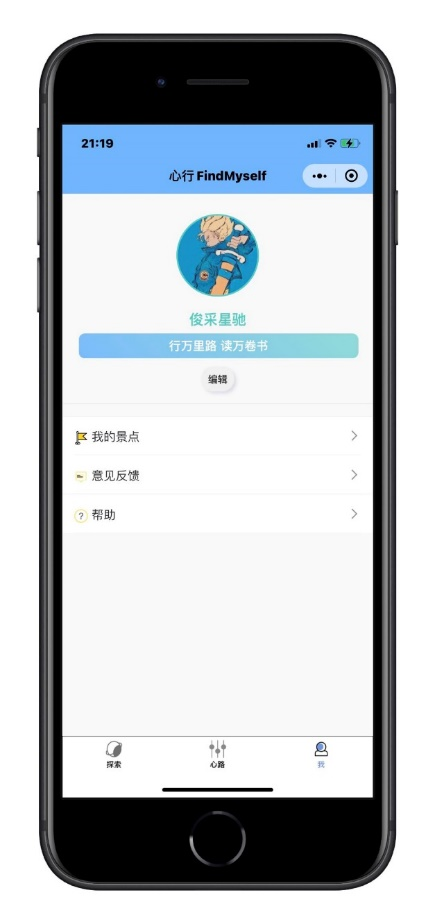 21:19
心行 FindMyself
俊采星驰
行万里路 读万卷书
编辑
我的景点
意见反馈
? 帮助
探索
心路
我